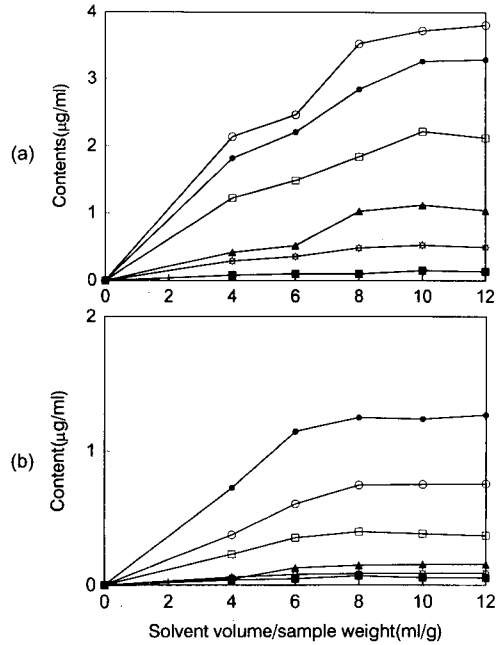 4
3
(a)
Contents(μg/ml)
2
1
0
0 2 4 6 8 10 12
2
(b)
Content(μg/ml)
1
0
0 2 4 6 8 10 12
Solvent volume/sample weight(ml/g)